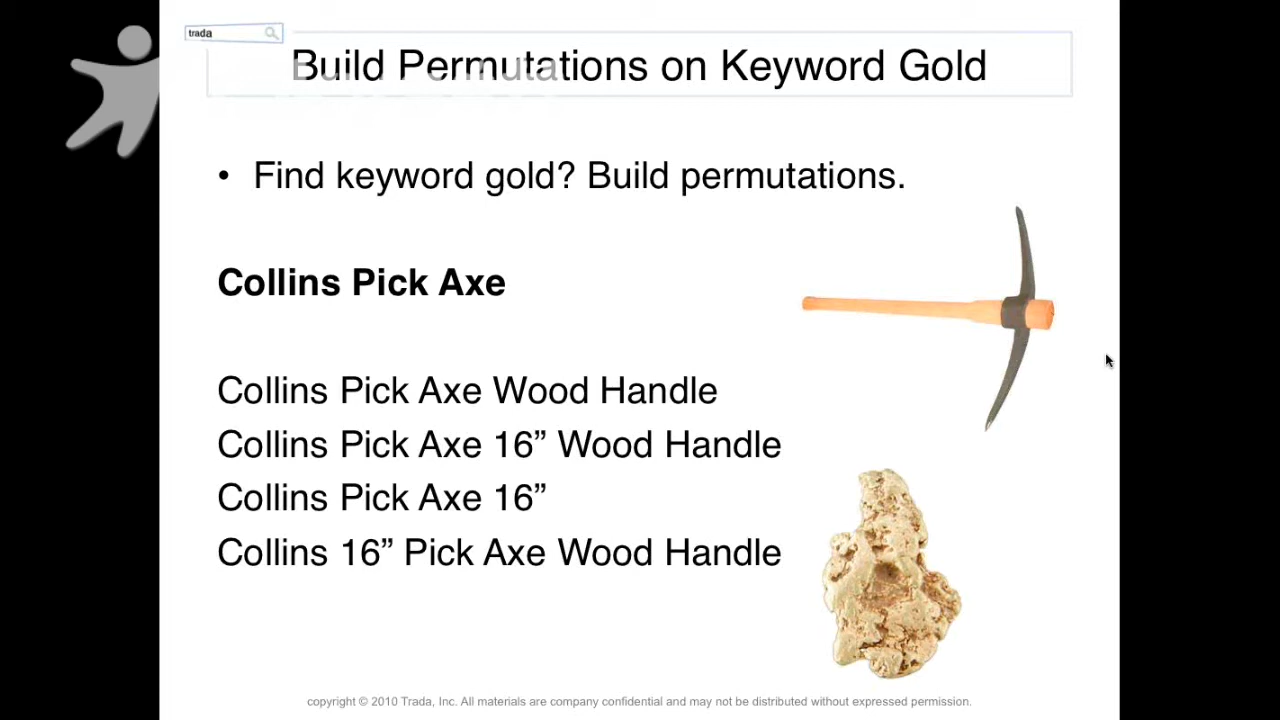 trada
Build Permutations on Keyword Gold
• Find keyword gold? Build permutations.
Collins Pick Axe
Collins Pick Axe Wood Handle
Collins Pick Axe 16” Wood Handle
Collins Pick Axe 16”
Collins 16” Pick Axe Wood Handle
copyright © 2010 Trada, Inc. All materials are company confidential and may not be distributed without expressed permission.